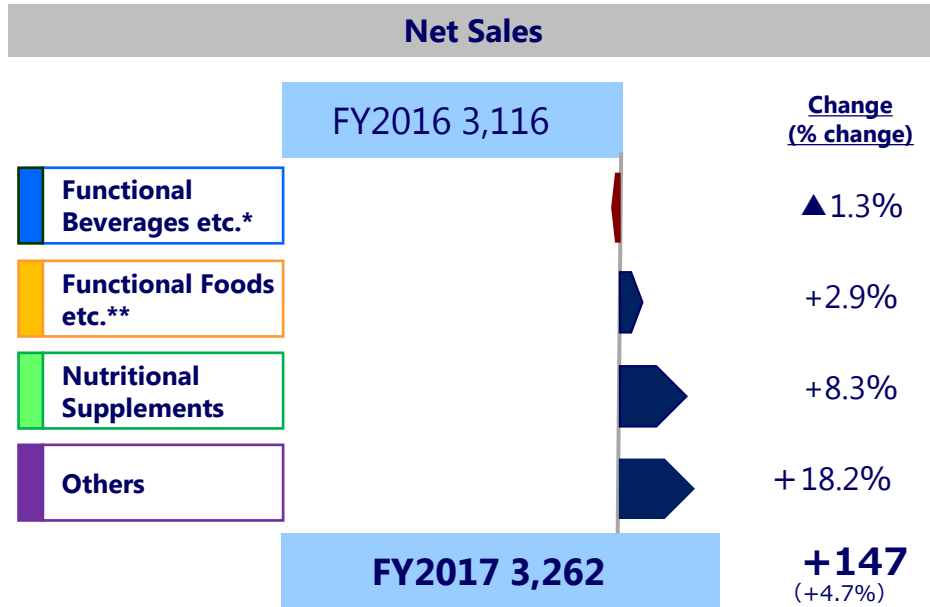 Net Sales
FY2016 3,116
Change
(% change)
Functional
Beverages etc.*
▲1.3%
Functional Foods
etc.**
+2.9%
Nutritional
Supplements
+8.3%
Others
+18.2%
FY2017 3,262
+147
(+4.7%)